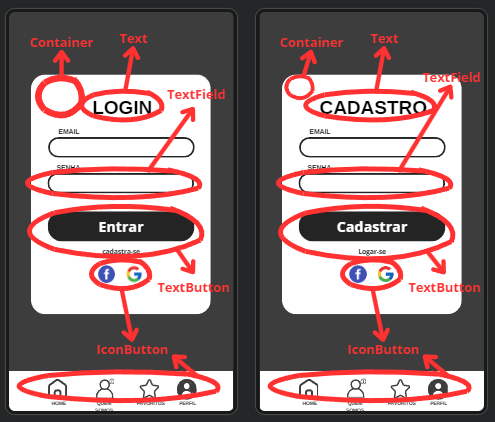 Container
Text
TextField
LOGIN
EMAIL
SENHA
Entrar
cadastra-se
TextButton
IconButton
HOME
QUEM SOMOS
FAVORITOS
PERFIL
Container
Text
TextField
CADASTRO
EMAIL
SENHA
Cadastrar
Logar-se
TextButton
IconButton
HOME
QUEM SOMOS
FAVORITOS
PERFIL